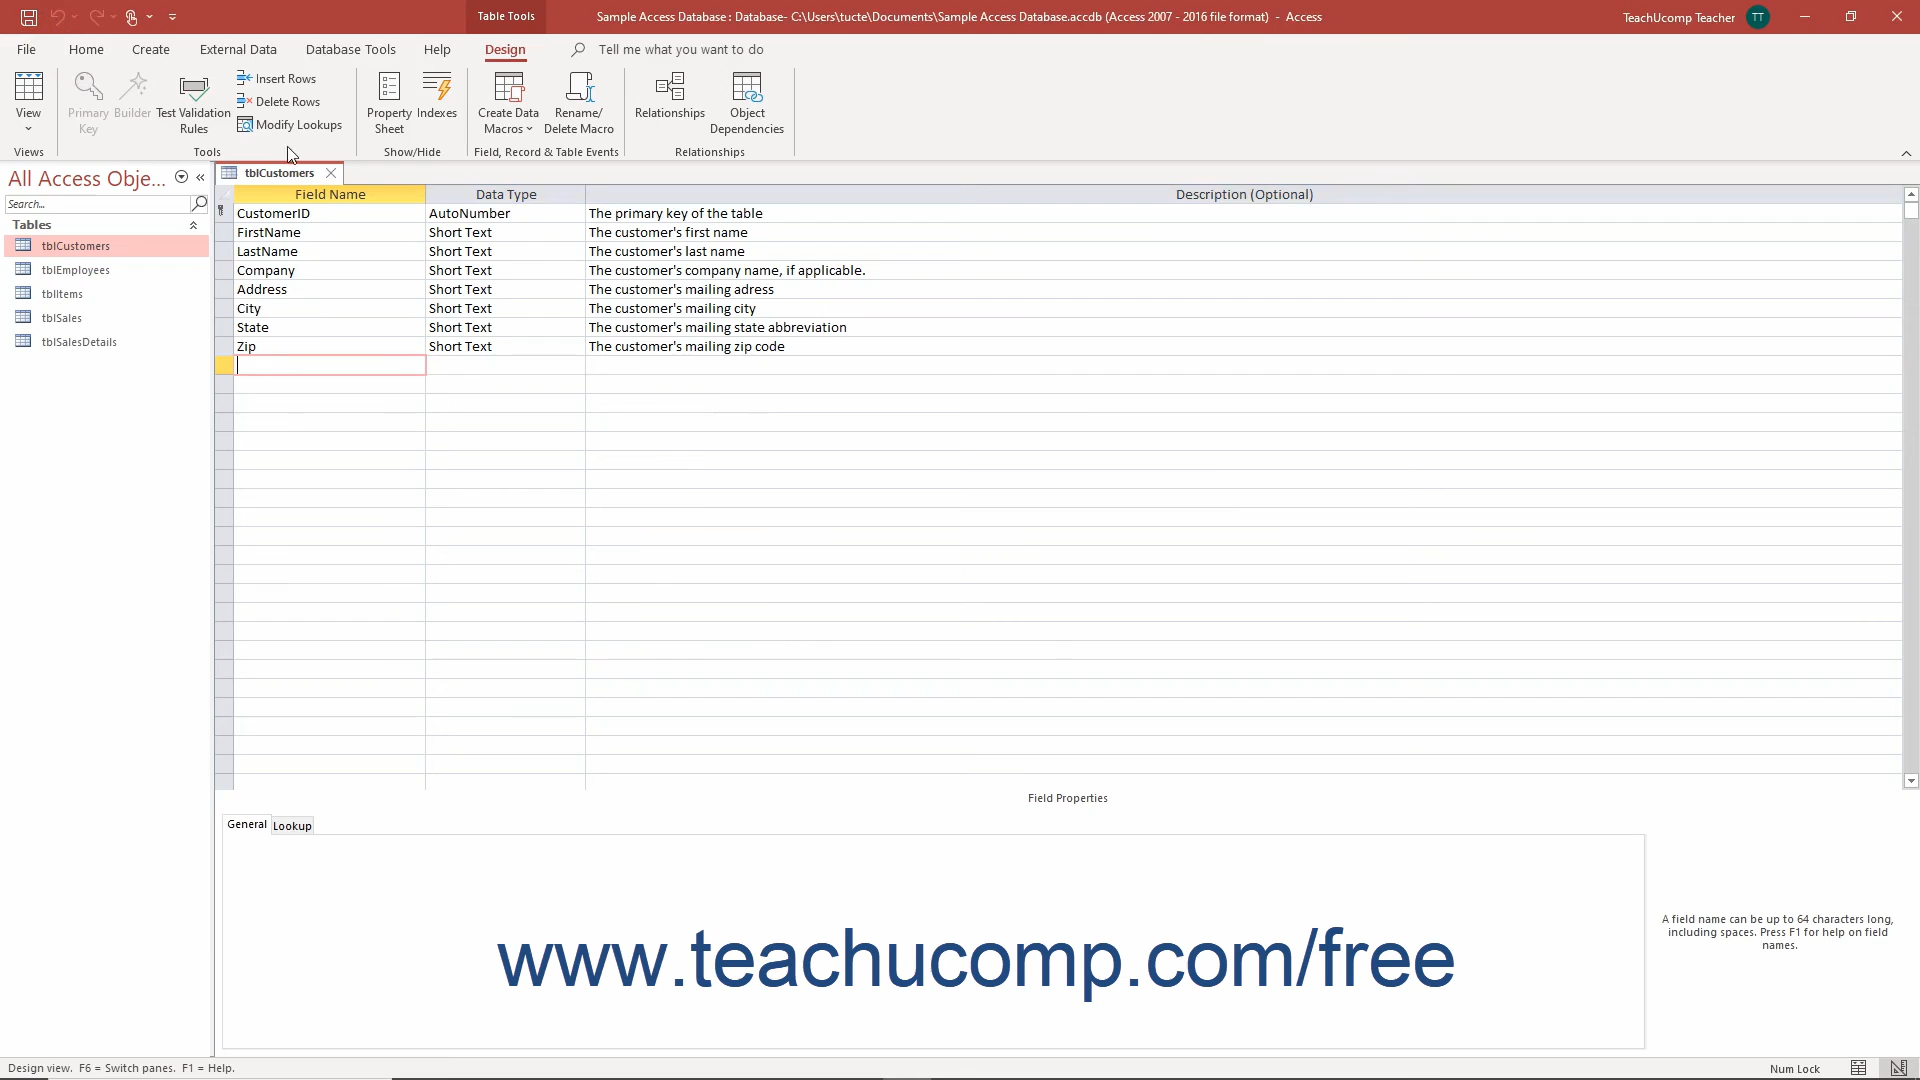 Table Tools
Sample Access Database : Database- C:\Users\tucte\Documents\Sample Access Database.accdb (Access 2007 - 2016 file format) - Access
TeachUcomp Teacher
TT
File Home Create External Data Database Tools Help Design Tell me what you want to do
View
Primary Key
Builder
Test Validation Rules
Insert Rows
Delete Rows
Modify Lookups
Property Sheet
Indexes
Create Data Macros
Rename/ Delete Macro
Relationships
Object Dependencies
Views
Tools
Show/Hide
Field, Record & Table Events
Relationships
All Access Obje...
Search...
Tables
tblCustomers
tblEmployees
tblItems
tblSales
tblSalesDetails
tblCustomers
Field Name Data Type Description (Optional)
CustomerID AutoNumber The primary key of the table
FirstName Short Text The customer's first name
LastName Short Text The customer's last name
Company Short Text The customer's company name, if applicable.
Address Short Text The customer's mailing adress
City Short Text The customer's mailing city
State Short Text The customer's mailing state abbreviation
Zip Short Text The customer's mailing zip code
Field Properties
General Lookup
A field name can be up to 64 characters long,
including spaces. Press F1 for help on field
names.
www.teachucomp.com/free
Design view. F6 = Switch panes. F1 = Help.
Num Lock